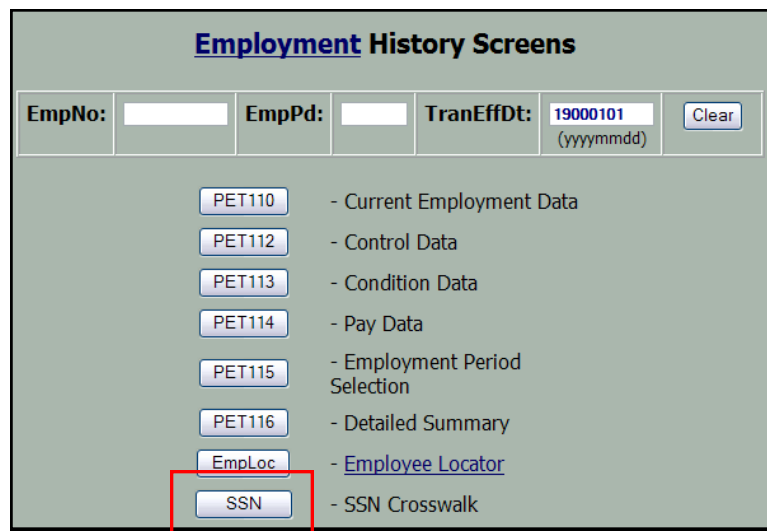 Employment History Screens
EmpNo: EmpPd: TranEffDt: 19000101 Clear
(yyyymmdd)
PET110 - Current Employment Data
PET112 - Control Data
PET113 - Condition Data
PET114 - Pay Data
PET115 - Employment Period
Selection
PET116 - Detailed Summary
EmpLoc - Employee Locator
SSN - SSN Crosswalk